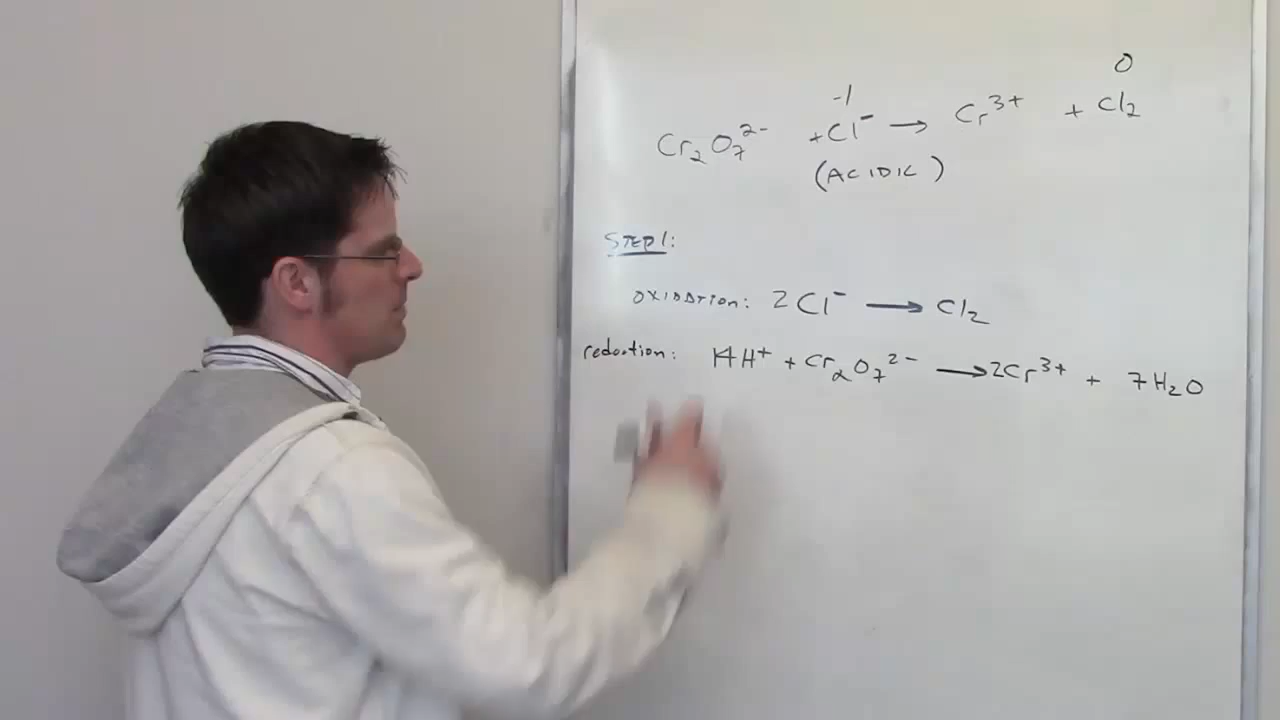 0
-1
Cr₂O₇²⁻ + Cl⁻ → Cr³⁺ + Cl₂
(ACIDIC)
STEP 1:
OXIDATION: 2Cl⁻ → Cl₂
reduction: 14H⁺ + Cr₂O₇²⁻ → 2Cr³⁺ + 7H₂O